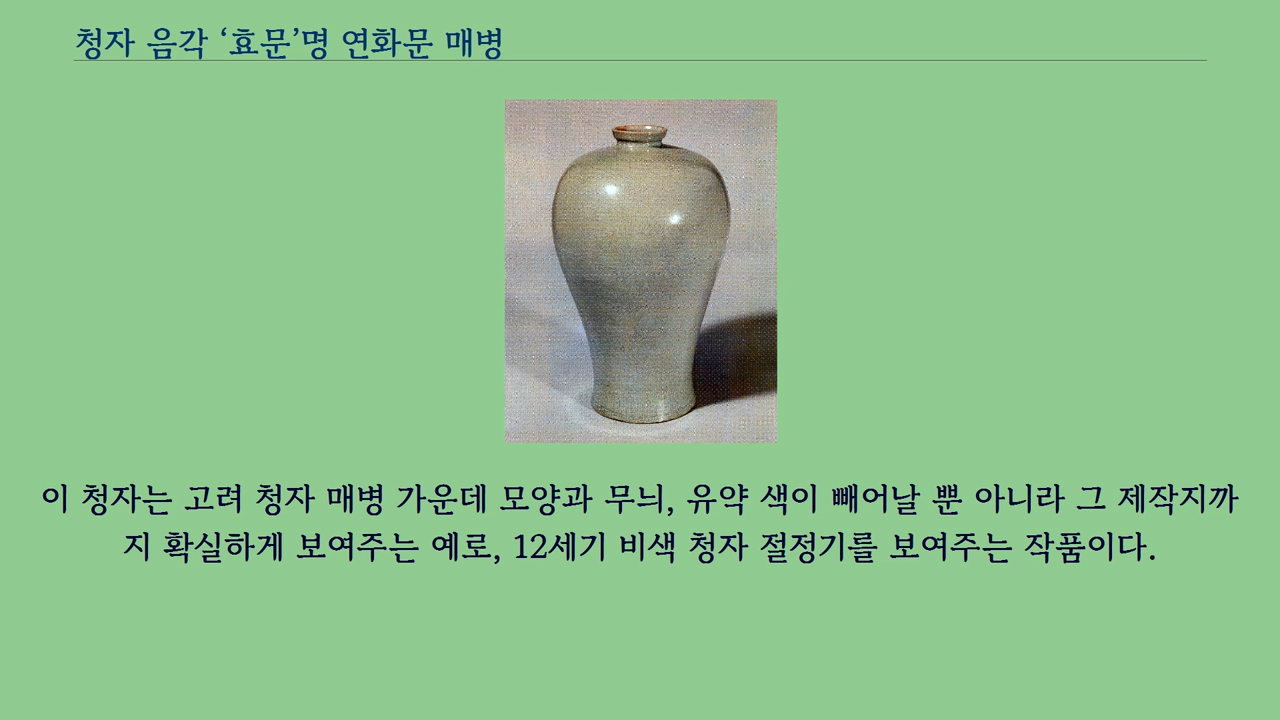 청자 음각 ‘효문’명 연화문 매병
이 청자는 고려 청자 매병 가운데 모양과 무늬, 유약 색이 빼어날 뿐 아니라 그 제작지까
지 확실하게 보여주는 예로, 12세기 비색 청자 절정기를 보여주는 작품이다.